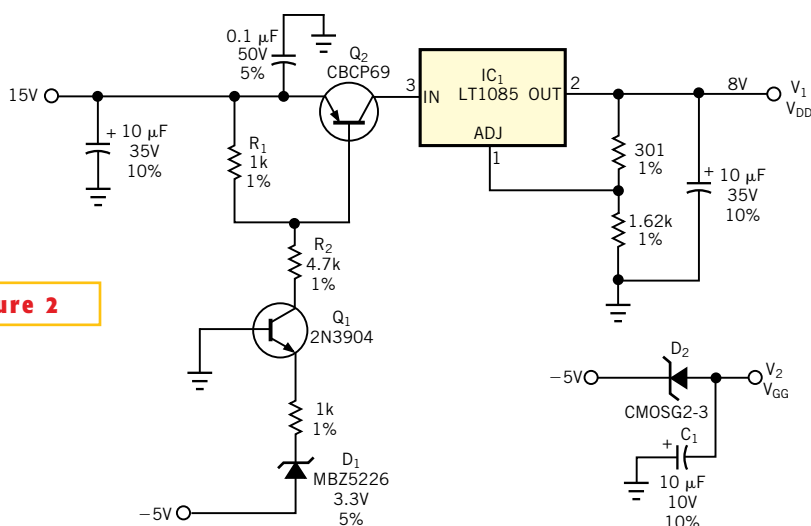 0.1 μF
50V
5%
Q2
CBCP69
15V
+ 10 μF
35V
10%
R1
1k
1%
3
IN
IC1
LT1085
OUT
ADJ
2
1
8V
V1
VDD
301
1%
1.62k
1%
+ 10 μF
35V
10%
R2
4.7k
1%
ure 2
Q1
2N3904
1k
1%
D1
MBZ5226
3.3V
5%
−5V
−5V
D2
CMOSG2-3
V2
VGG
C1
+
10 μF
10V
10%